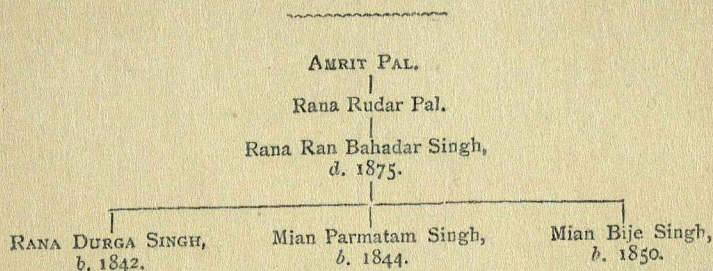 AMRIT PAL.
Rana Rudar Pal.
Rana Ran Bahadar Singh,
d. 1875.
RANA DURGA SINGH, Mian Parmatam Singh, Mian Bije Singh,
b. 1842. b. 1844. b. 1850.